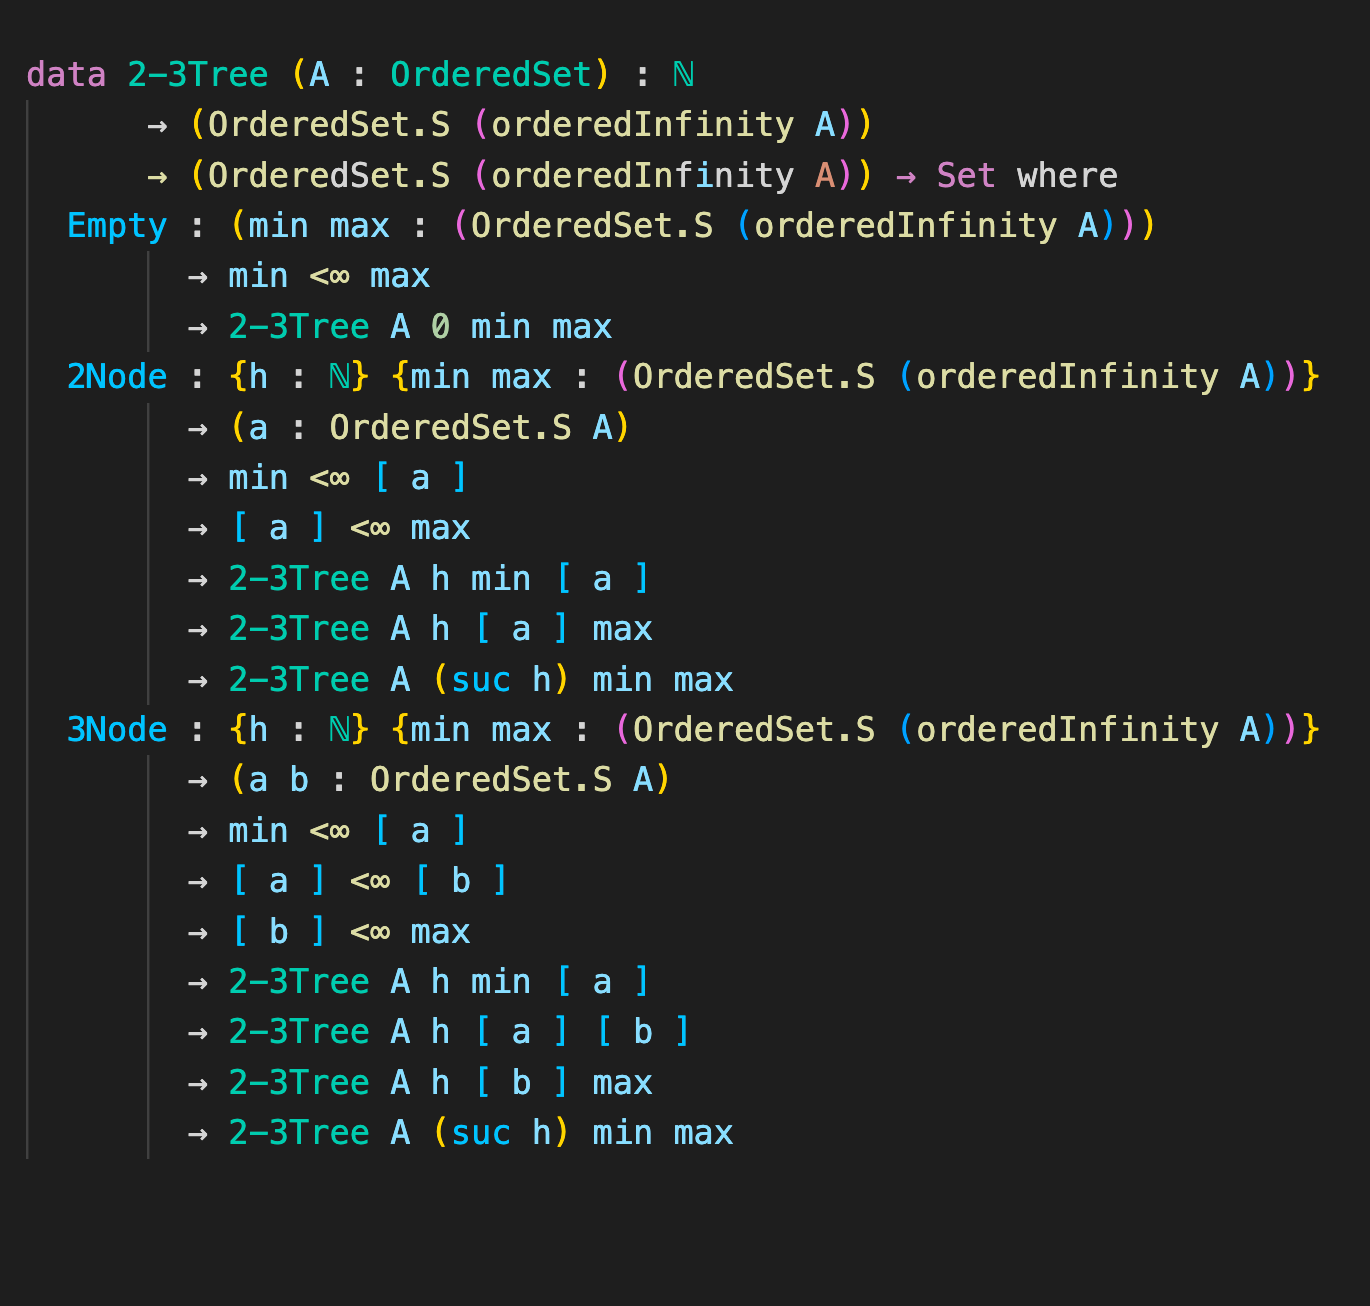 data 2-3Tree (A : OrderedSet) : ℕ
→ (OrderedSet.S (orderedInfinity A))
→ (OrderedSet.S (orderedInfinity A)) → Set where
Empty : (min max : (OrderedSet.S (orderedInfinity A)))
→ min <∞ max
→ 2-3Tree A 0 min max
2Node : {h : ℕ} {min max : (OrderedSet.S (orderedInfinity A))}
→ (a : OrderedSet.S A)
→ min <∞ [ a ]
→ [ a ] <∞ max
→ 2-3Tree A h min [ a ]
→ 2-3Tree A h [ a ] max
→ 2-3Tree A (suc h) min max
3Node : {h : ℕ} {min max : (OrderedSet.S (orderedInfinity A))}
→ (a b : OrderedSet.S A)
→ min <∞ [ a ]
→ [ a ] <∞ [ b ]
→ [ b ] <∞ max
→ 2-3Tree A h min [ a ]
→ 2-3Tree A h [ a ] [ b ]
→ 2-3Tree A h [ b ] max
→ 2-3Tree A (suc h) min max